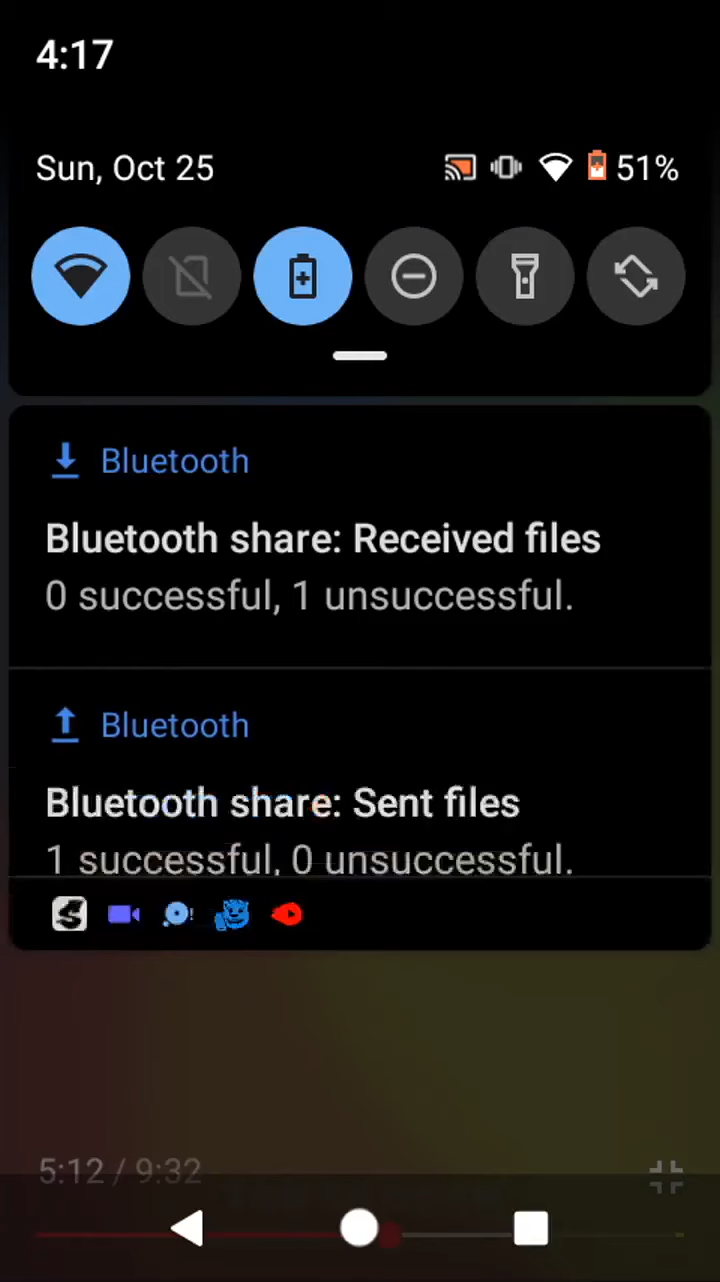 4:17
Sun, Oct 25
51%
Bluetooth
Bluetooth share: Received files
0 successful, 1 unsuccessful.
Bluetooth
Bluetooth share: Sent files
1 successful, 0 unsuccessful.
5:12 / 9:32